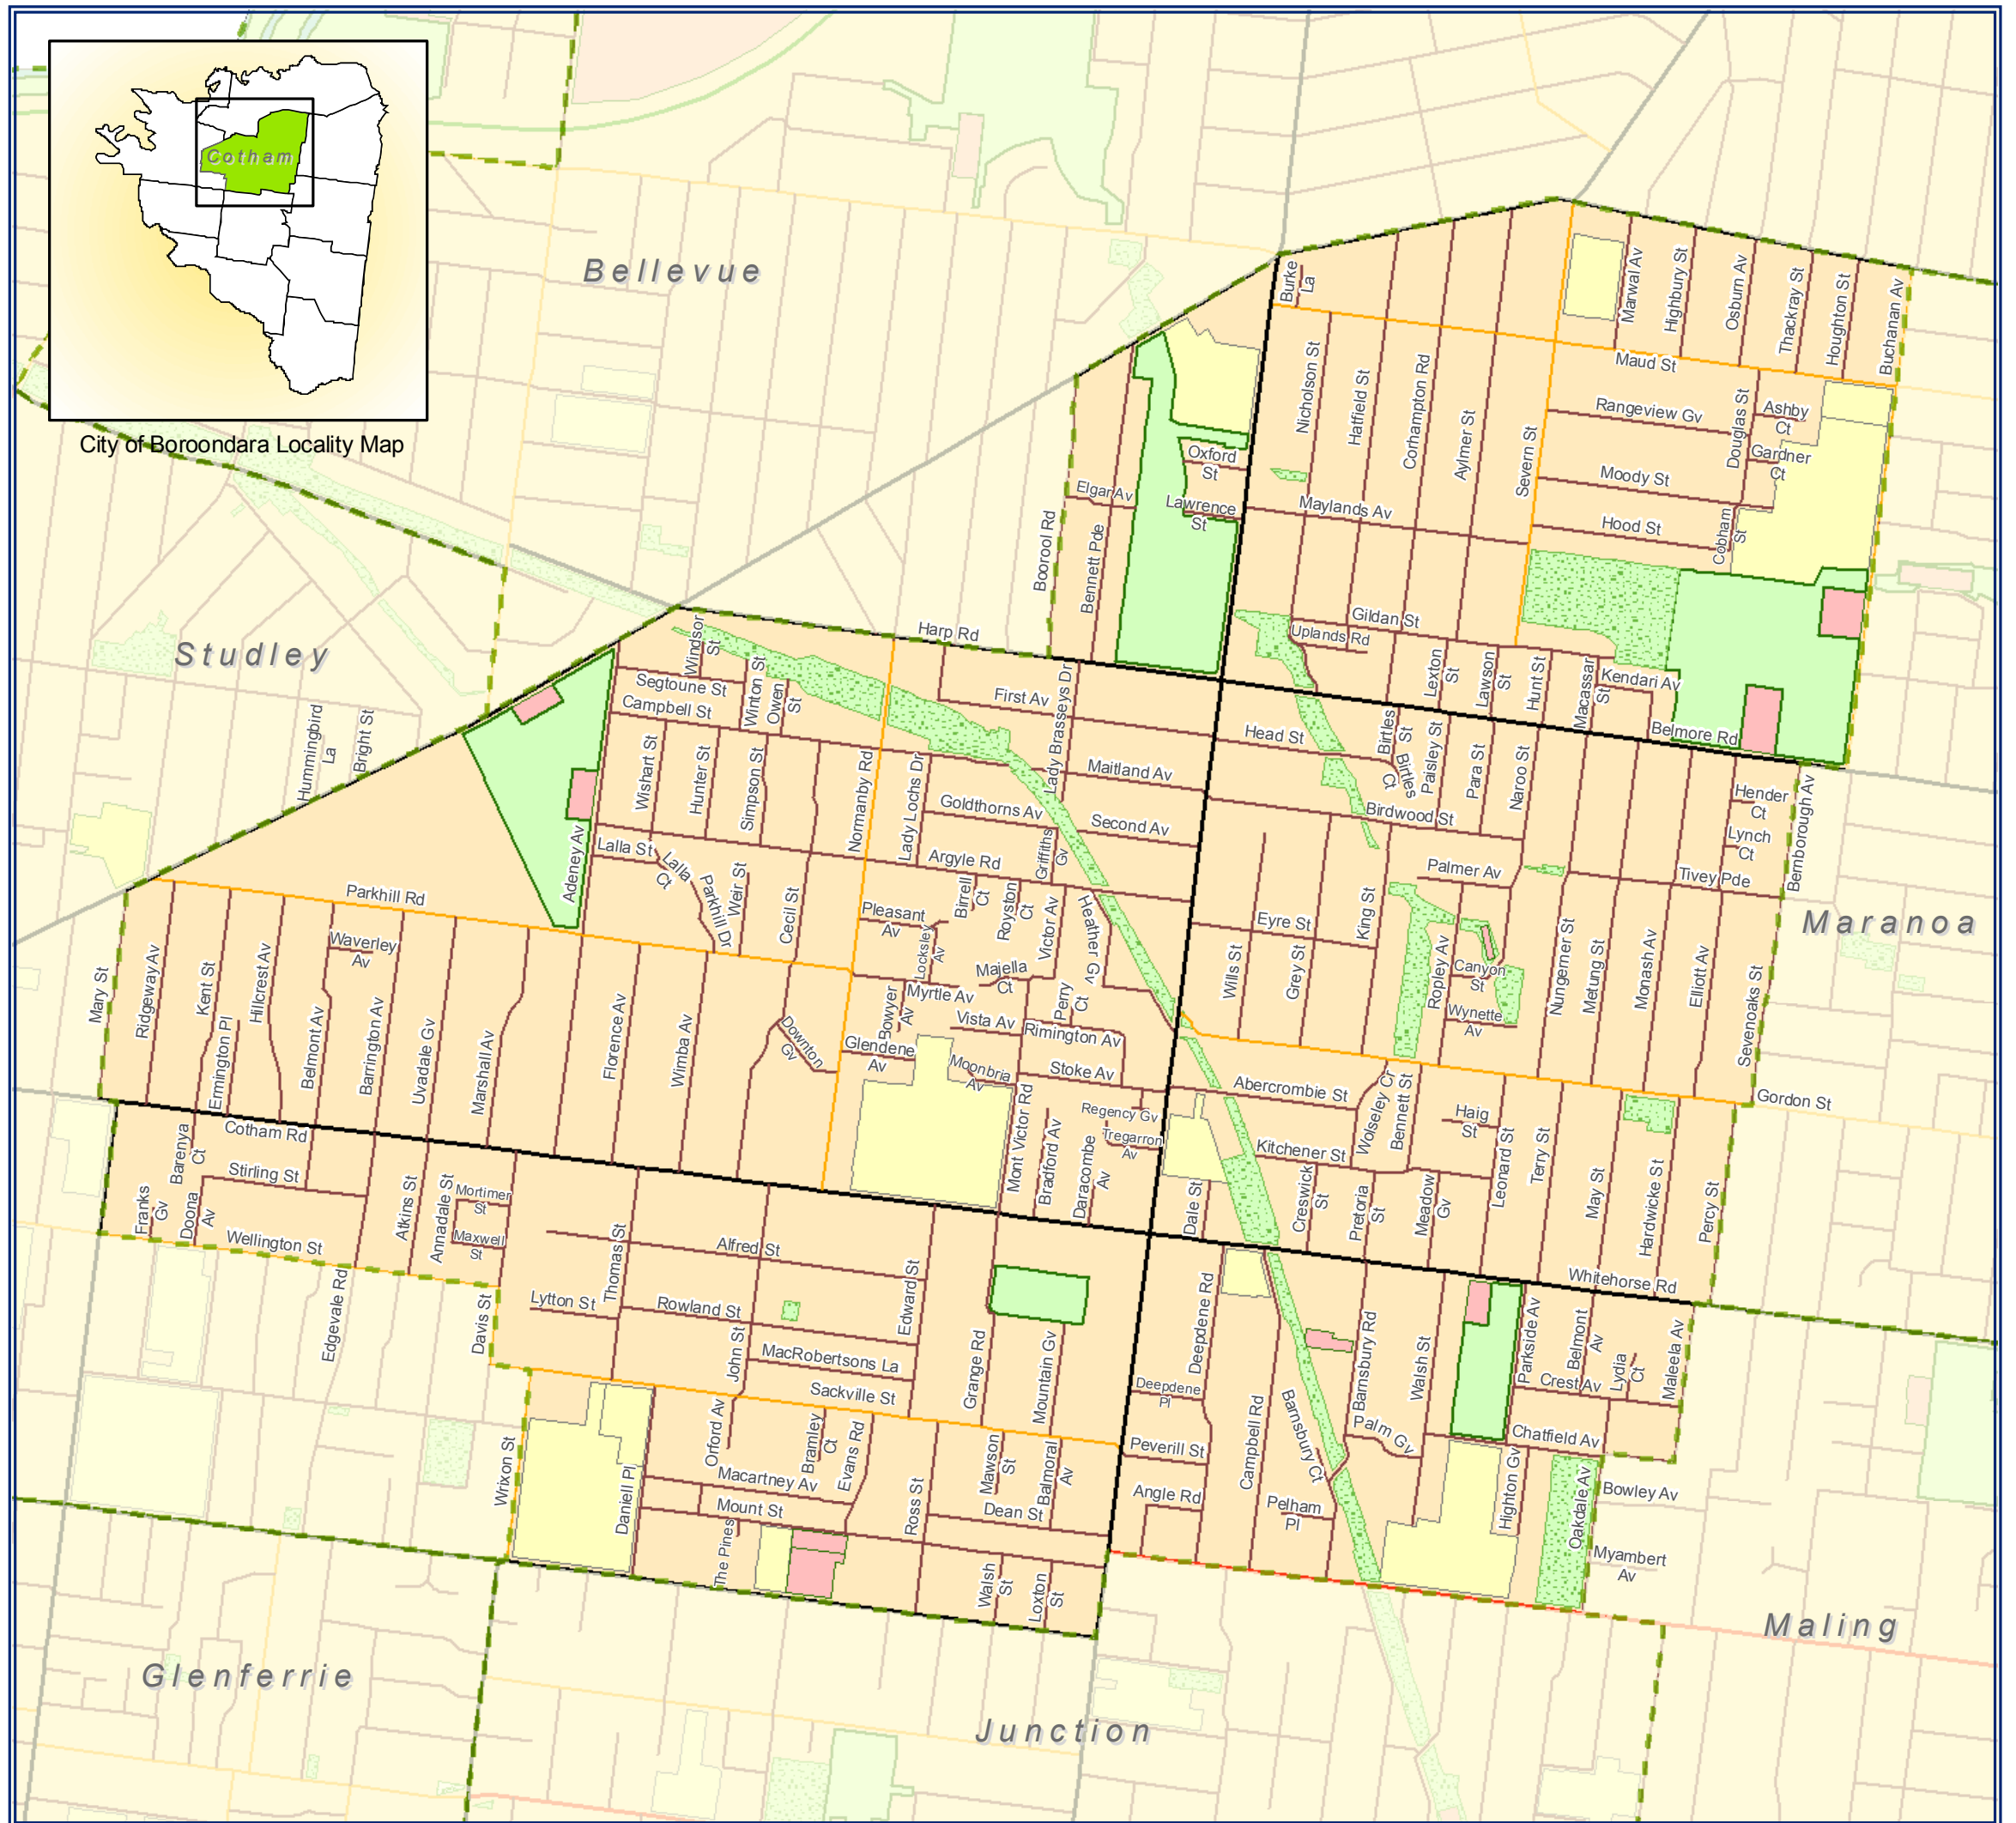 Cotham
City of Boroondara Locality Map
Bellevue
Studley
Maranoa
Maling
Junction
Glenferrie
Burke
La
Marwal Av
Highbury St
Osburn Av
Thackray St
Houghton St
Buchanan Av
Maud St
Nicholson St
Hatfield St
Corhampton Rd
Aylmer St
Severn St
Rangeview Gv
Douglas St
Ashby
Ct
Gardner
Ct
Moody St
Hood St
Cobham
St
Oxford
St
Lawrence
St
Maylands Av
Elgar Av
Boorool Rd
Bennett Pde
Gildan St
Uplands Rd
Harp Rd
Windsor
St
Winton St
Owen
St
Segtoune St
Campbell St
First Av
Lady Brasseys Dr
Lexton
St
Lawson
St
Hunt St
Macassar
St
Kendari Av
Belmore Rd
Head St
Birtles
St
Birtles
Ct
Paisley St
Para St
Naroo St
Hummingbird
La
Bright St
Wishart St
Hunter St
Simpson St
Normanby Rd
Lady Lochs Dr
Maitland Av
Goldthorns Av
Second Av
Birdwood St
Hender
Ct
Lynch
Ct
Bernborough Av
Adeney Av
Lalla St
Lalla
Ct
Parkhill Dr
Weir St
Cecil St
Argyle Rd
Griffiths
Gv
Palmer Av
Tivey Pde
Parkhill Rd
Pleasant
Av
Birrell
Ct
Royston
Ct
Victor Av
Heather Gv
Eyre St
King St
Locksley
Av
Majella
Ct
Wills St
Grey St
Ropley Av
Canyon
St
Wynette
Av
Nungerner St
Metung St
Monash Av
Elliott Av
Sevenoaks St
Mary St
Ridgeway Av
Kent St
Ermington Pl
Hillcrest Av
Waverley
Av
Belmont Av
Barrington Av
Uvadale Gv
Marshall Av
Florence Av
Wimba Av
Downton
Gv
Bowyer
Av
Myrtle Av
Perry
Ct
Vista Av
Rimington Av
Glendene
Av
Moonbria
Av
Stoke Av
Mont Victor Rd
Bradford Av
Regency Gv
Tregarron
Av
Daracombe
Av
Abercrombie St
Wolseley Cr
Bennett St
Haig
St
Gordon St
Kitchener St
Leonard St
Terry St
May St
Hardwicke St
Percy St
Cotham Rd
Barenya
Ct
Stirling St
Franks
Gv
Doona
Av
Wellington St
Atkins St
Annadale St
Mortimer
St
Maxwell
St
Dale St
Creswick
St
Pretoria
St
Meadow
Gv
Whitehorse Rd
Edgevale Rd
Davis St
Thomas St
Alfred St
Lytton St
Rowland St
Edward St
John St
MacRobertsons La
Sackville St
Grange Rd
Mountain Gv
Deepdene Rd
Deepdene
Pl
Barnsbury Rd
Walsh St
Parkside Av
Belmont
Av
Lydia
Ct
Maleela Av
Crest Av
Chatfield Av
Wrixon St
Daniell Pl
Orford Av
Bramley
Ct
Evans Rd
Macartney Av
Mount St
The Pines
Ross St
Mawson
St
Balmoral
Av
Dean St
Walsh
St
Loxton
St
Peverill St
Angle Rd
Campbell Rd
Barnsbury Ct
Pelham
Pl
Palm Gv
Highton Gv
Oakdale Av
Bowley Av
Myambert
Av